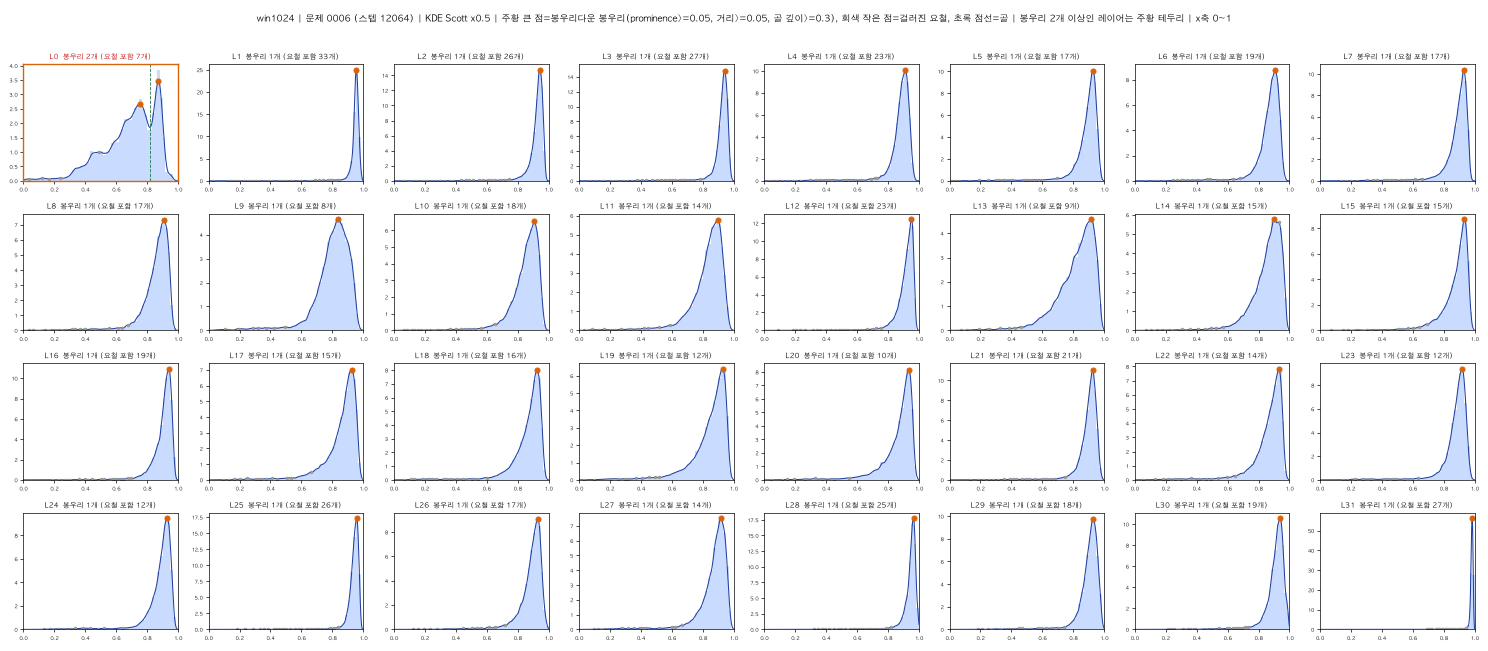 win1024 | 문제 0006 (스텝 12064) | KDE Scott x0.5 | 주황 큰 점=봉우리다운 봉우리(prominence>=0.05, 거리>=0.05, 골 깊이>=0.3), 회색 작은 점=걸러진 요철, 초록 점선=골 | 봉우리 2개 이상인 레이어는 주황 테두리 | x축 0~1
L0 봉우리 2개 (요철 포함 7개)
L1 봉우리 1개 (요철 포함 33개)
L2 봉우리 1개 (요철 포함 26개)
L3 봉우리 1개 (요철 포함 27개)
L4 봉우리 1개 (요철 포함 23개)
L5 봉우리 1개 (요철 포함 17개)
L6 봉우리 1개 (요철 포함 19개)
L7 봉우리 1개 (요철 포함 17개)
L8 봉우리 1개 (요철 포함 17개)
L9 봉우리 1개 (요철 포함 8개)
L10 봉우리 1개 (요철 포함 18개)
L11 봉우리 1개 (요철 포함 14개)
L12 봉우리 1개 (요철 포함 23개)
L13 봉우리 1개 (요철 포함 9개)
L14 봉우리 1개 (요철 포함 15개)
L15 봉우리 1개 (요철 포함 15개)
L16 봉우리 1개 (요철 포함 19개)
L17 봉우리 1개 (요철 포함 15개)
L18 봉우리 1개 (요철 포함 16개)
L19 봉우리 1개 (요철 포함 12개)
L20 봉우리 1개 (요철 포함 10개)
L21 봉우리 1개 (요철 포함 21개)
L22 봉우리 1개 (요철 포함 14개)
L23 봉우리 1개 (요철 포함 12개)
L24 봉우리 1개 (요철 포함 12개)
L25 봉우리 1개 (요철 포함 26개)
L26 봉우리 1개 (요철 포함 17개)
L27 봉우리 1개 (요철 포함 14개)
L28 봉우리 1개 (요철 포함 25개)
L29 봉우리 1개 (요철 포함 18개)
L30 봉우리 1개 (요철 포함 19개)
L31 봉우리 1개 (요철 포함 27개)